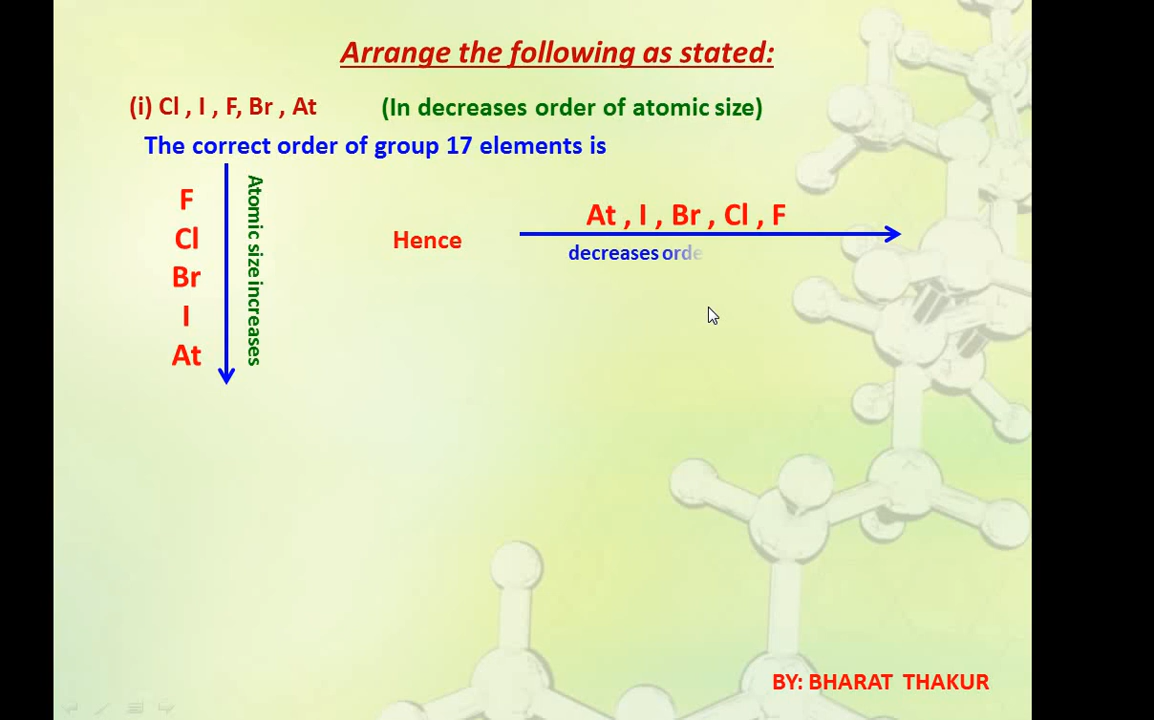 Arrange the following as stated:
(i) Cl , I , F, Br , At (In decreases order of atomic size)
The correct order of group 17 elements is
F
Cl
Br
I
At
Atomic size increases
Hence
At , I , Br , Cl , F
decreases orde
BY: BHARAT THAKUR